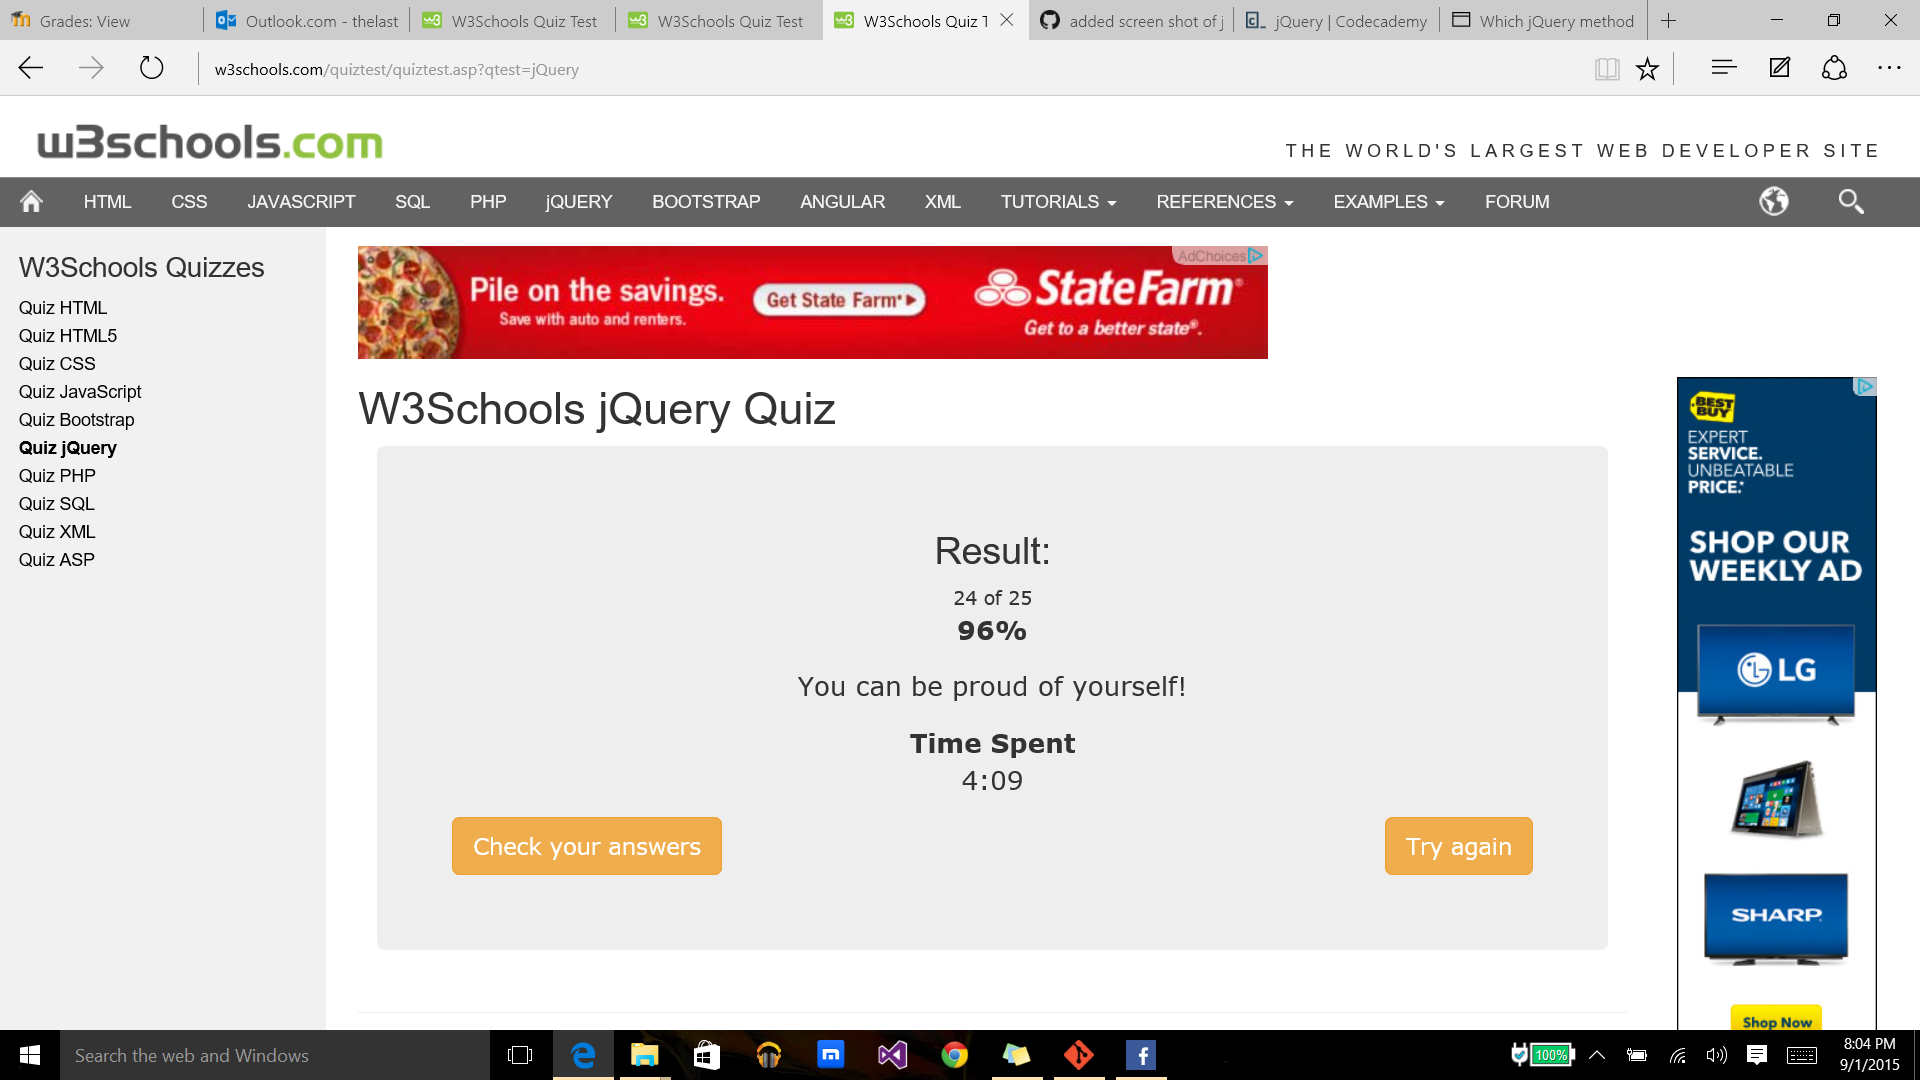 Grades: View
Outlook.com - thelast
W3Schools Quiz Test
W3Schools Quiz Test
W3Schools Quiz T
added screen shot of j
jQuery | Codecademy
Which jQuery method
w3schools.com/quiztest/quiztest.asp?qtest=jQuery
w3schools.com
THE WORLD'S LARGEST WEB DEVELOPER SITE
HTML CSS JAVASCRIPT SQL PHP jQUERY BOOTSTRAP ANGULAR XML TUTORIALS REFERENCES EXAMPLES FORUM
W3Schools Quizzes
Quiz HTML
Quiz HTML5
Quiz CSS
Quiz JavaScript
Quiz Bootstrap
Quiz jQuery
Quiz PHP
Quiz SQL
Quiz XML
Quiz ASP
AdChoices
Pile on the savings.
Save with auto and renters.
Get State Farm®
StateFarm®
Get to a better state®.
W3Schools jQuery Quiz
Result:
24 of 25
96%
You can be proud of yourself!
Time Spent
4:09
Check your answers
Try again
BEST BUY
EXPERT
SERVICE.
UNBEATABLE
PRICE.*
SHOP OUR
WEEKLY AD
LG
SHARP
Shop Now
Search the web and Windows
100%
8:04 PM
9/1/2015